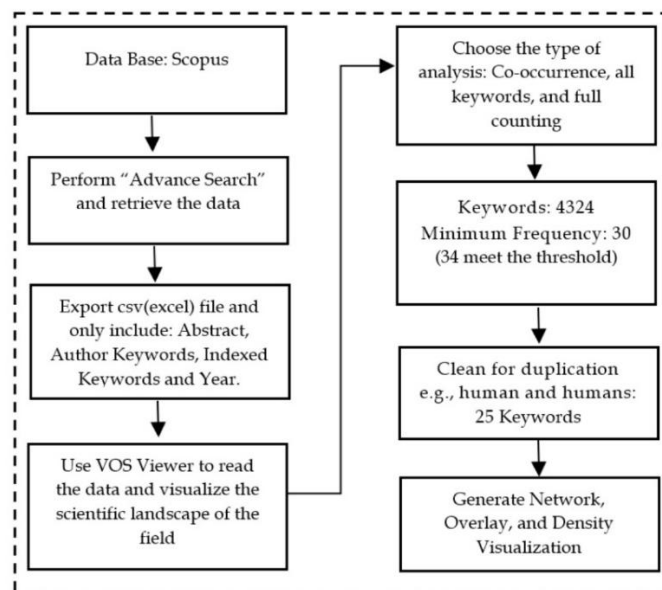 Data Base: Scopus
Perform “Advance Search”
and retrieve the data
Export csv(excel) file and
only include: Abstract,
Author Keywords, Indexed
Keywords and Year.
Use VOS Viewer to read
the data and visualize the
scientific landscape of the
field
Choose the type of
analysis: Co-occurrence, all
keywords, and full
counting
Keywords: 4324
Minimum Frequency: 30
(34 meet the threshold)
Clean for duplication
e.g., human and humans:
25 Keywords
Generate Network,
Overlay, and Density
Visualization